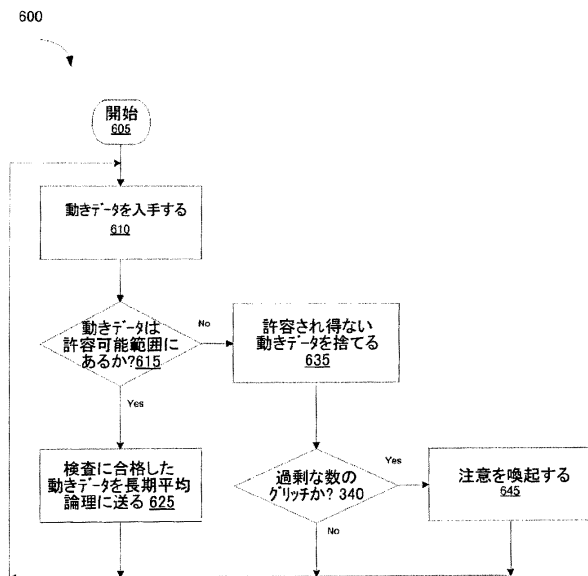 600
開始
605
動きデータを入手する
610
動きデータは
許容可能範囲に
あるか?615
No
許容され得ない
動きデータを捨てる
635
Yes
検査に合格した
動きデータを長期平均
論理に送る 625
過剰な数の
グリッチか? 340
Yes
注意を喚起する
645
No